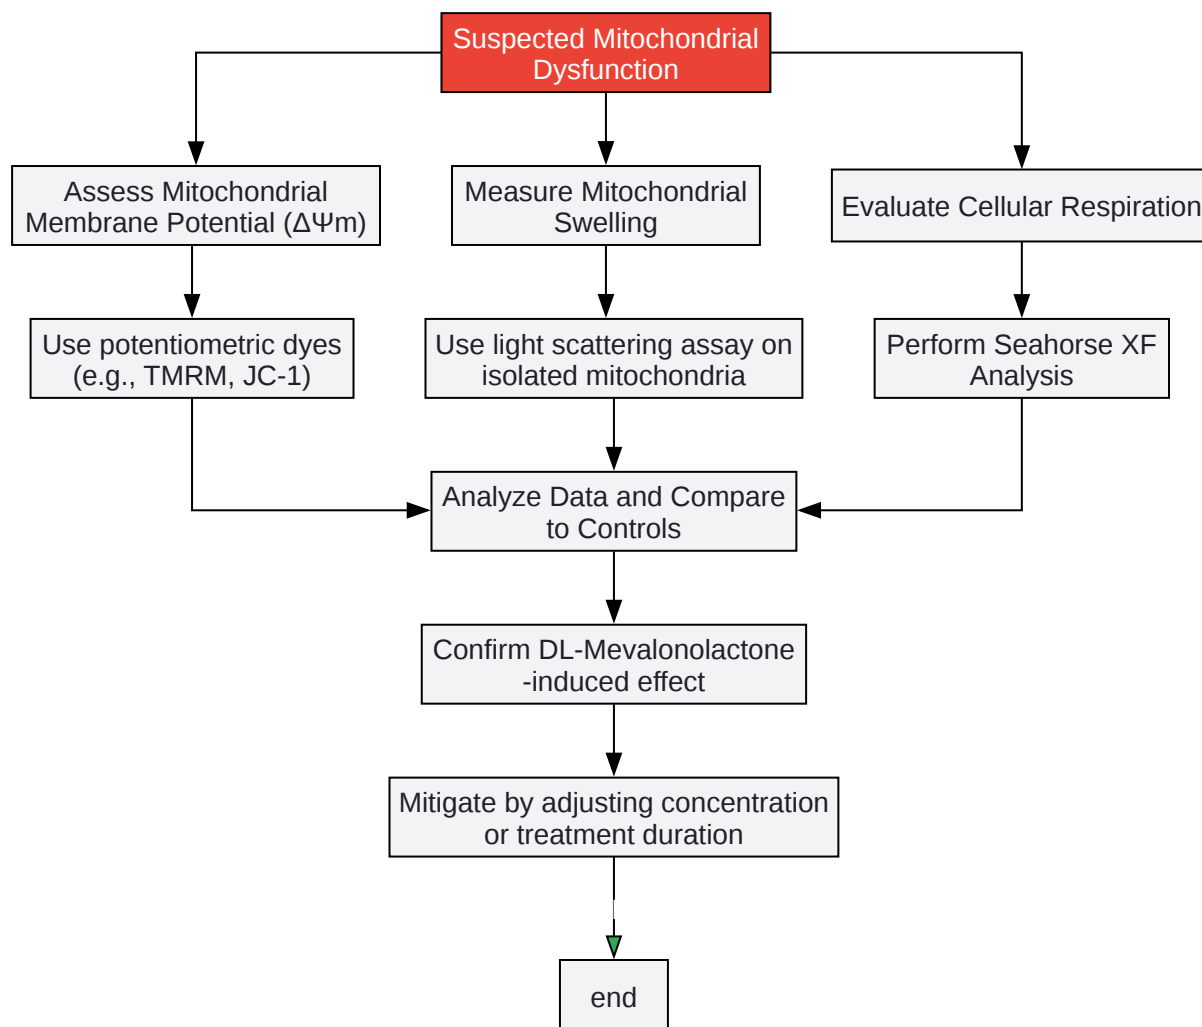 Suspected Mitochondrial
Dysfunction
Assess Mitochondrial
Membrane Potential (ΔΨm)
Measure Mitochondrial
Swelling
Evaluate Cellular Respiration
Use potentiometric dyes
(e.g., TMRM, JC-1)
Use light scattering assay on
isolated mitochondria
Perform Seahorse XF
Analysis
Analyze Data and Compare
to Controls
Confirm DL-Mevalonolactone
-induced effect
Mitigate by adjusting concentration
or treatment duration
end